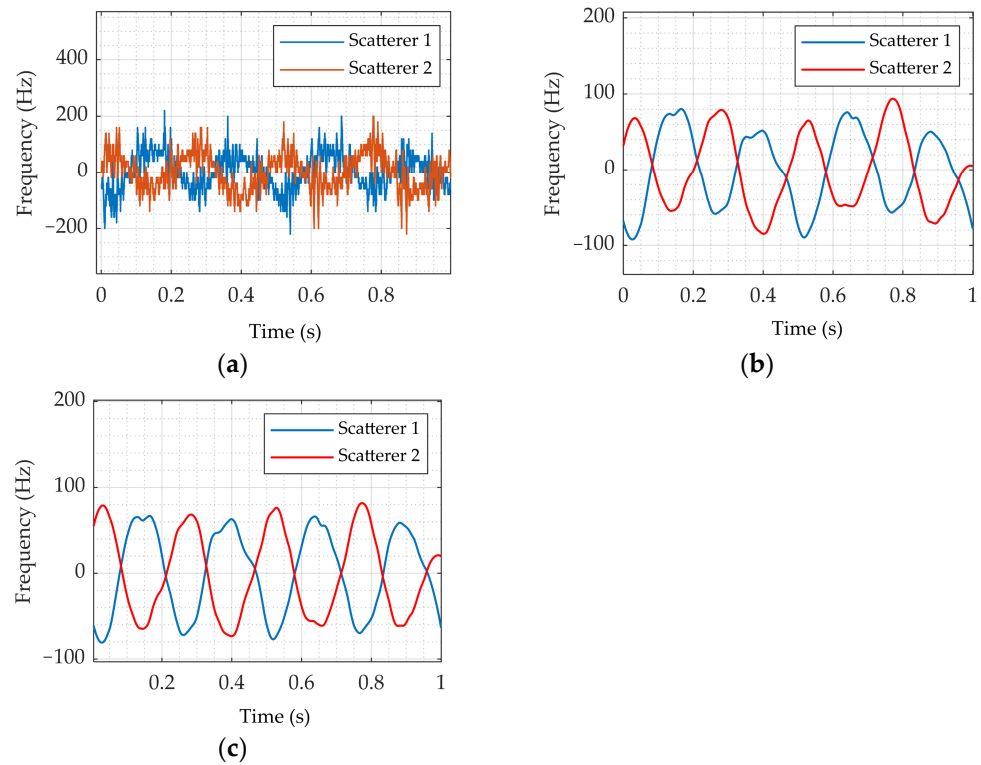 400
200
0
−200
Frequency (Hz)
Scatterer 1
Scatterer 2
0 0.2 0.4 0.6 0.8
Time (s)
(a)
200
100
0
−100
Frequency (Hz)
Scatterer 1
Scatterer 2
0 0.2 0.4 0.6 0.8 1
Time (s)
(b)
200
100
0
−100
Frequency (Hz)
Scatterer 1
Scatterer 2
0.2 0.4 0.6 0.8 1
Time (s)
(c)